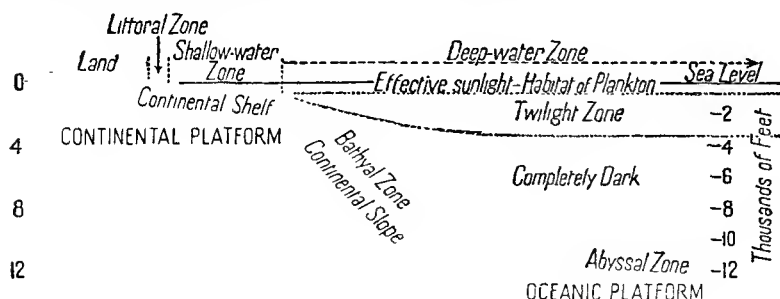 Littoral Zone
Land
Shallow-water
Zone
Deep-water Zone
Sea Level
0
Effective sunlight-Habitat of Plankton
Continental Shelf
Twilight Zone
-2
CONTINENTAL PLATFORM
4
-4
Bathyal Zone
Continental Slope
Completely Dark
-6
8
-8
-10
12
Abyssal Zone
-12
OCEANIC PLATFORM
Thousands of Feet